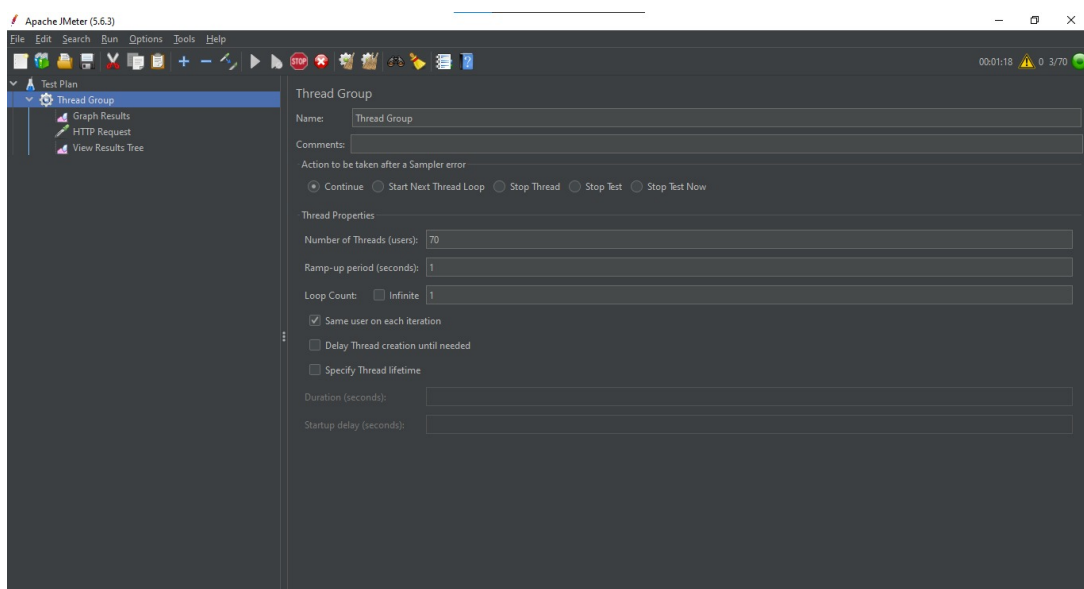 Apache JMeter (5.6.3)
File Edit Search Run Options Tools Help
STOP ? 00:01:18 0 3/70
Test Plan
Thread Group
Graph Results
HTTP Request
View Results Tree
Thread Group
Name: Thread Group
Comments:
Action to be taken after a Sampler error
Continue Start Next Thread Loop Stop Thread Stop Test Stop Test Now
Thread Properties
Number of Threads (users): 70
Ramp-up period (seconds): 1
Loop Count: Infinite 1
Same user on each iteration
Delay Thread creation until needed
Specify Thread lifetime
Duration (seconds):
Startup delay (seconds):